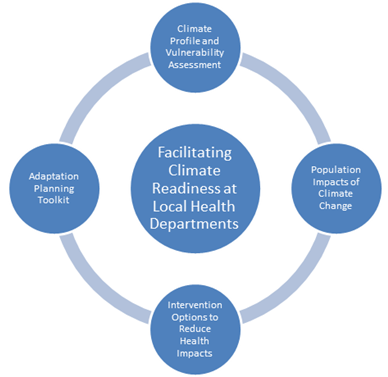 Climate
Profile and
Vulnerability
Assessment
Facilitating
Climate
Readiness at
Local Health
Departments
Adaptation
Planning
Toolkit
Population
Impacts of
Climate
Change
Intervention
Options to
Reduce
Health
Impacts